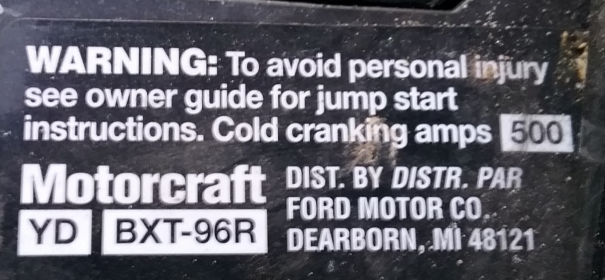 WARNING: To avoid personal injury
see owner guide for jump start
instructions. Cold cranking amps 500
Motorcraft
YD BXT-96R
DIST. BY DISTR. PAR
FORD MOTOR CO.
DEARBORN, MI 48121